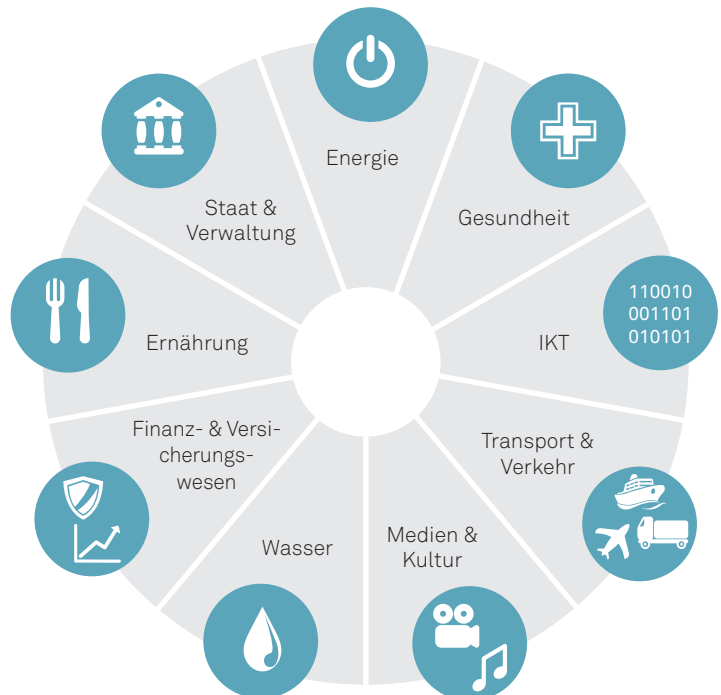 Energie
Gesundheit
110010
001101
010101
IKT
Transport &
Verkehr
Medien &
Kultur
Wasser
Finanz- & Versi-
cherungs-
wesen
Ernährung
Staat &
Verwaltung